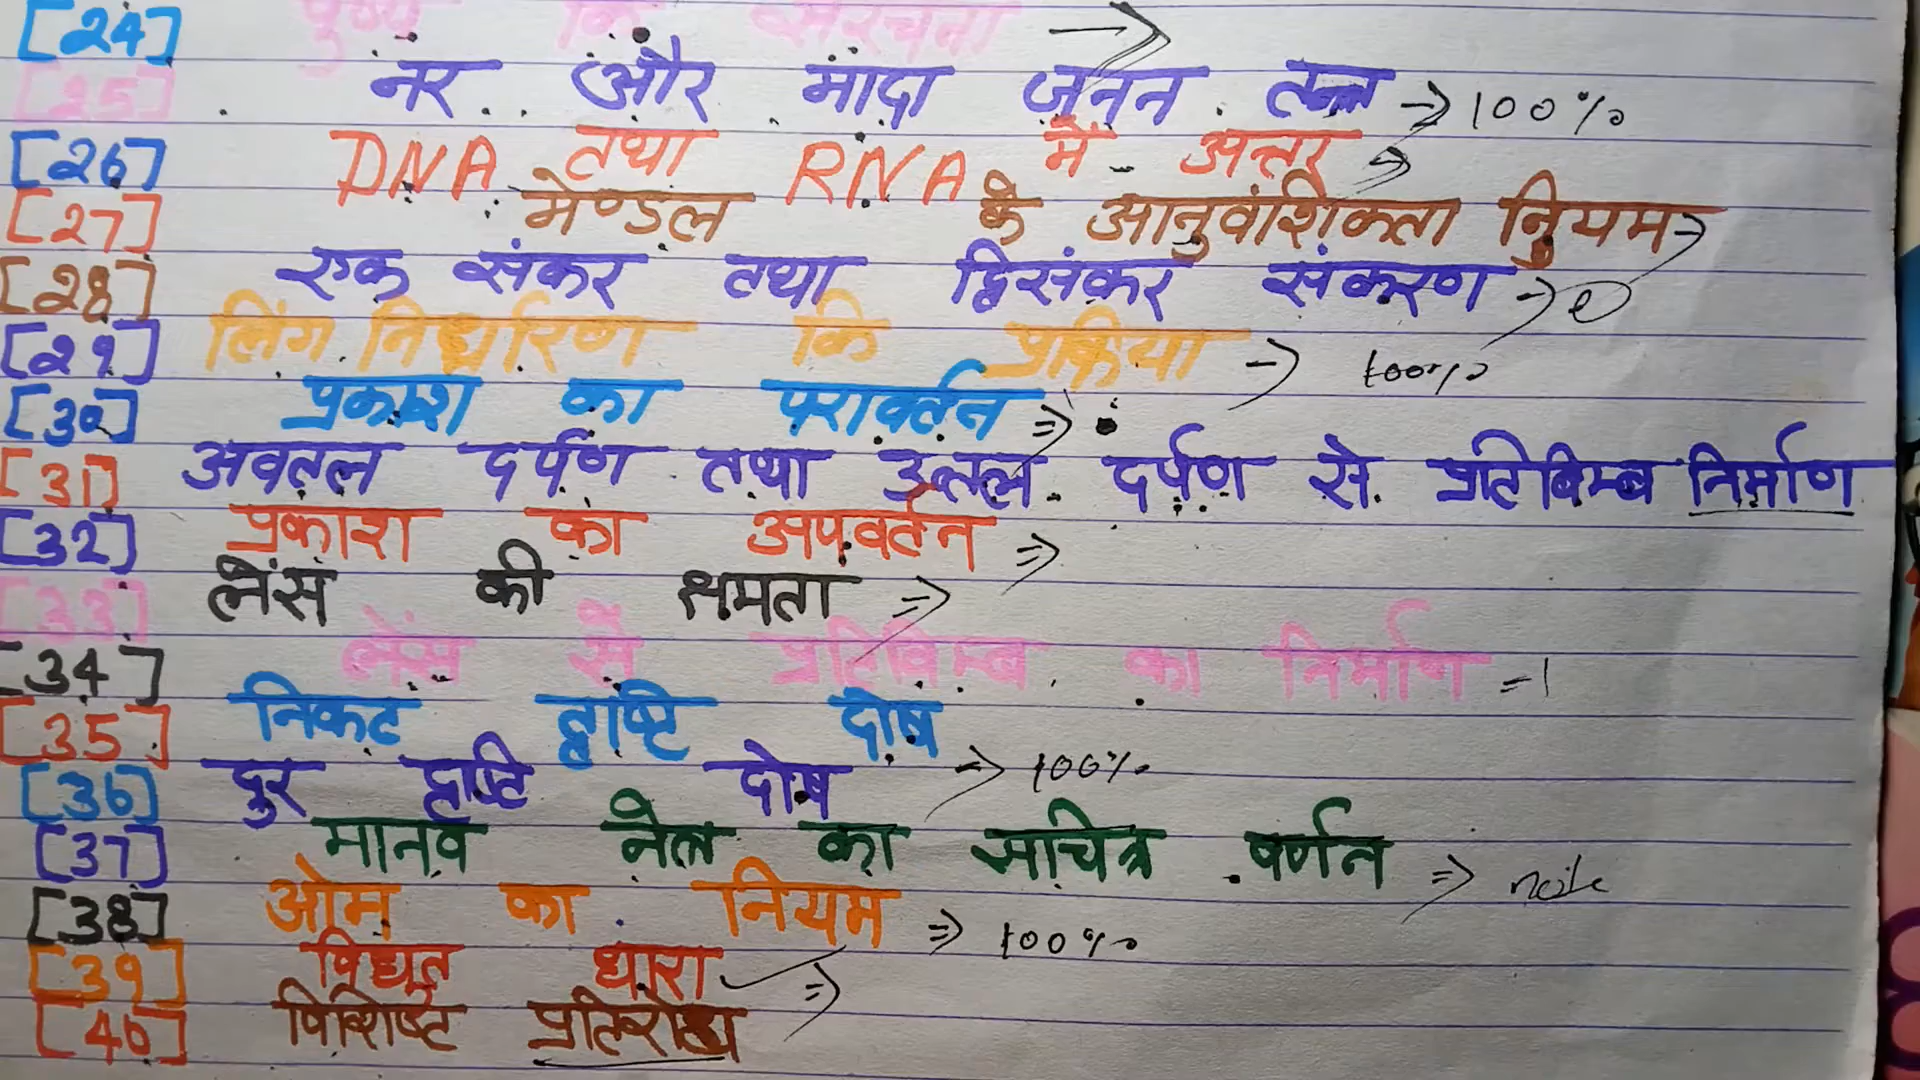 [24] पुष्प कि संरचना →
[25] नर और मादा जनन तन्त्र → 100%
[26] DNA तथा RNA में अन्तर ⇒
[27] मेण्डल के आनुवंशिकता नियम →
[28] एक संकर तथा द्विसंकर संकरण →
[29] लिंग निर्धारण कि प्रक्रिया → 100%
[30] प्रकाश का परावर्तन ⇒
[31] अवतल दर्पण तथा उत्तल दर्पण से प्रतिबिम्ब निर्माण
[32] प्रकाश का अपवर्तन ⇒
[33] लेंस की क्षमता ⇒
[34] लेंस से प्रतिबिम्ब का निर्माण
[35] निकट दृष्टि दोष
[36] दुर दृष्टि दोष ⇒ 100%
[37] मानव नेत्र का सचित्र वर्णन ⇒ note
[38] ओम का नियम ⇒ 100%
[39] विधुत धारा ⇒
[40] विशिष्ट प्रतिरोध